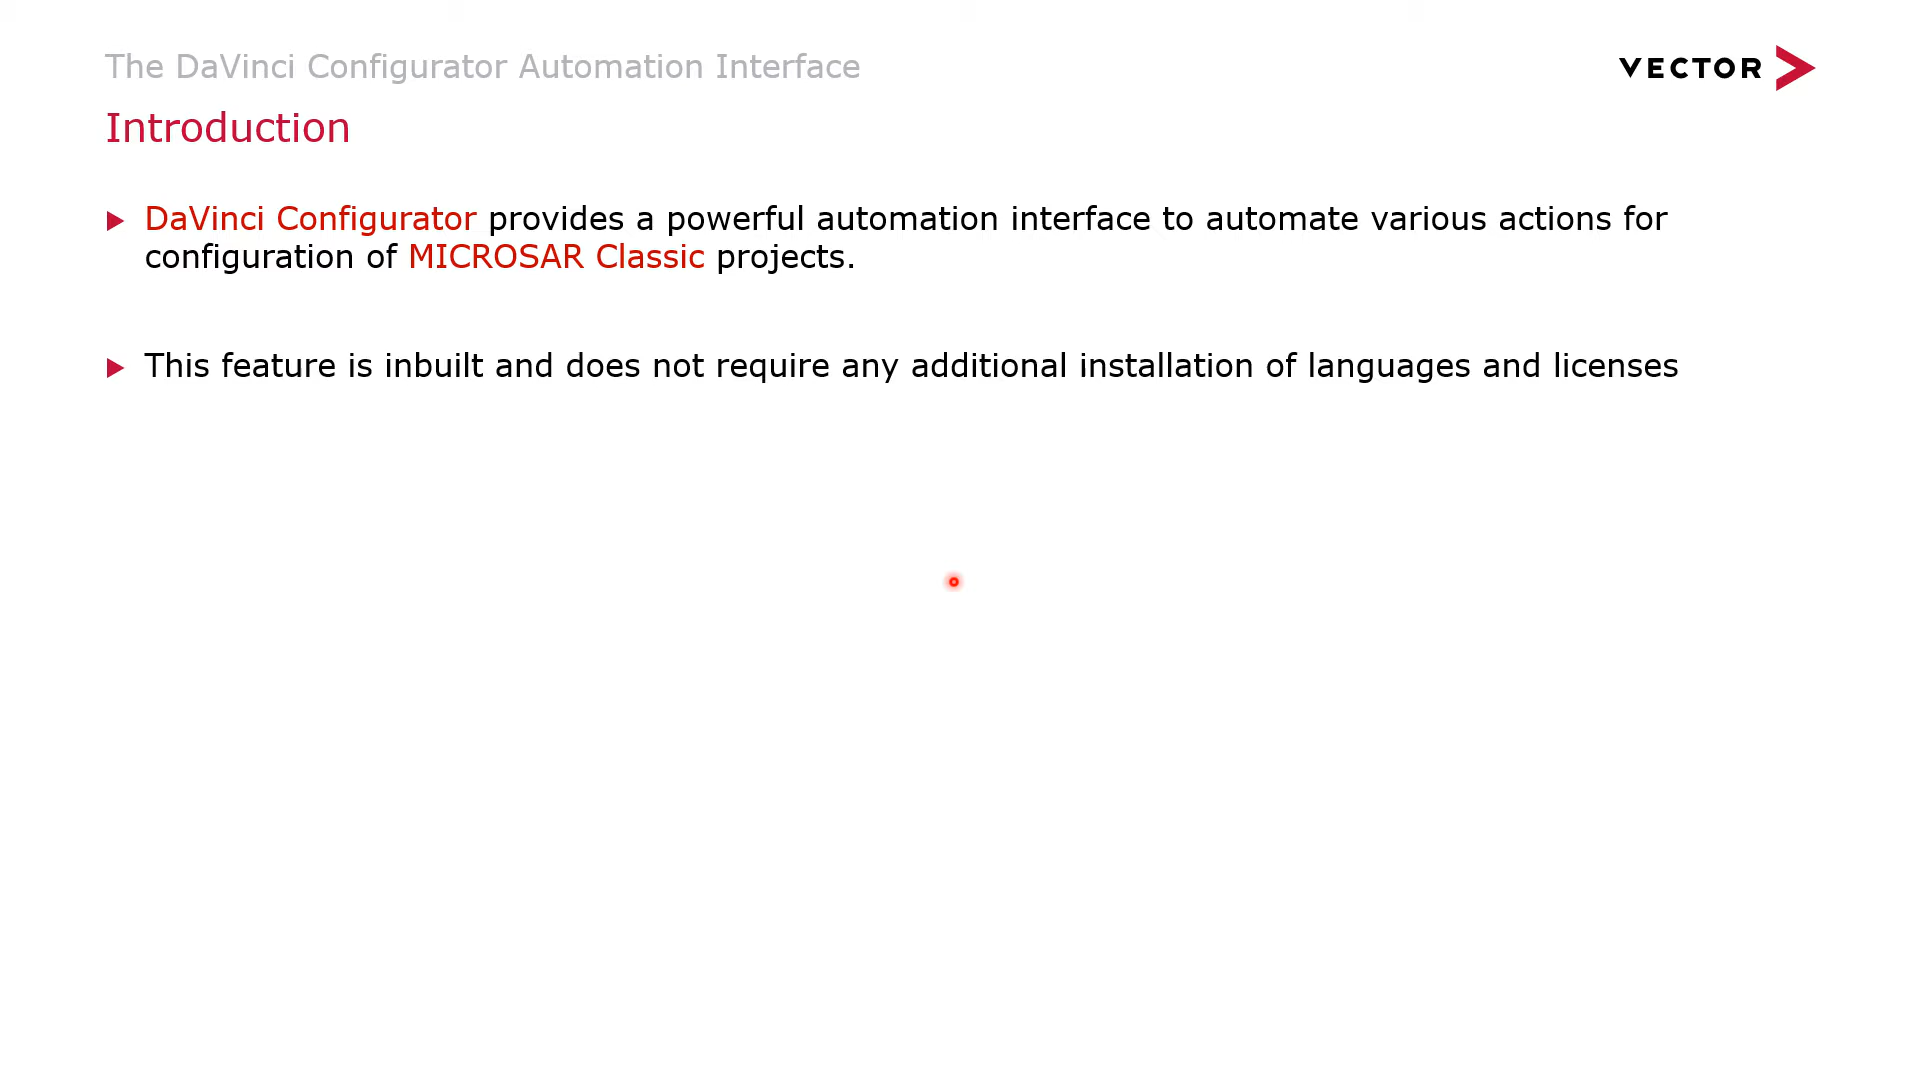 The DaVinci Configurator Automation Interface
VECTOR
Introduction
DaVinci Configurator provides a powerful automation interface to automate various actions for
configuration of MICROSAR Classic projects.
This feature is inbuilt and does not require any additional installation of languages and licenses